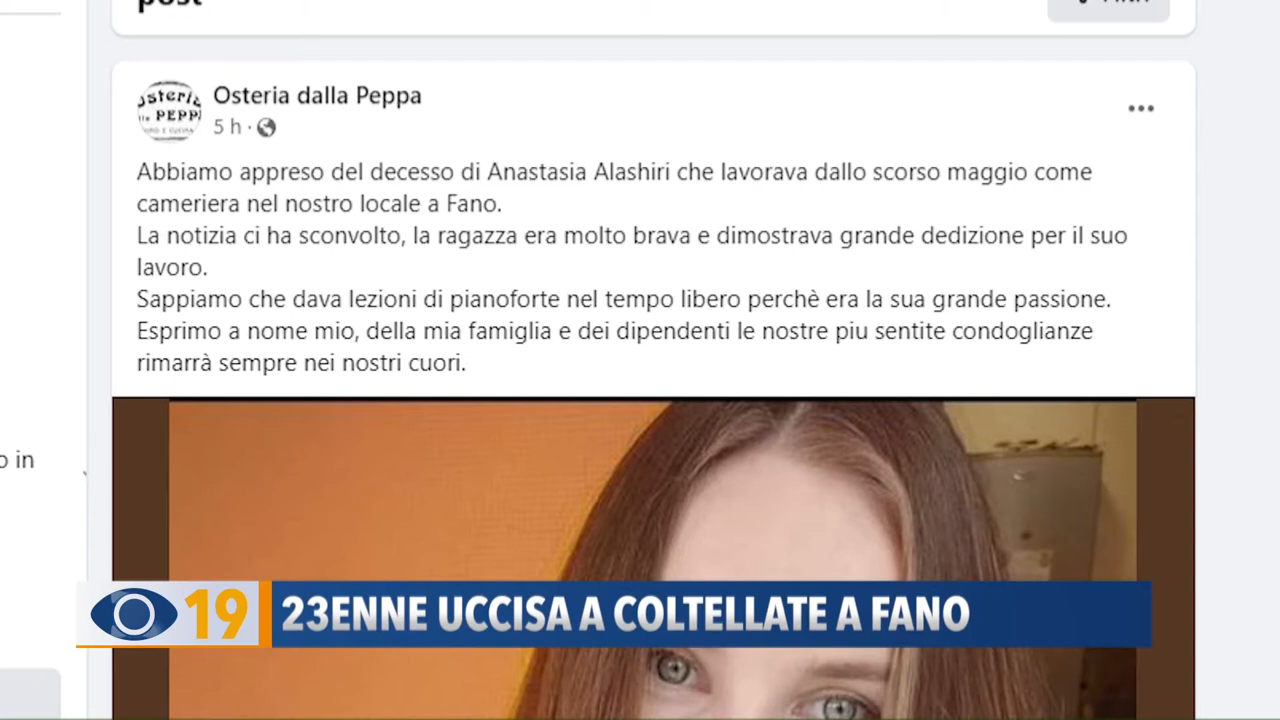 post
Osteria dalla Peppa
5 h ·
Abbiamo appreso del decesso di Anastasia Alashiri che lavorava dallo scorso maggio come
cameriera nel nostro locale a Fano.
La notizia ci ha sconvolto, la ragazza era molto brava e dimostrava grande dedizione per il suo
lavoro.
Sappiamo che dava lezioni di pianoforte nel tempo libero perchè era la sua grande passione.
Esprimo a nome mio, della mia famiglia e dei dipendenti le nostre piu sentite condoglianze
rimarrà sempre nei nostri cuori.
o in
19 23ENNE UCCISA A COLTELLATE A FANO